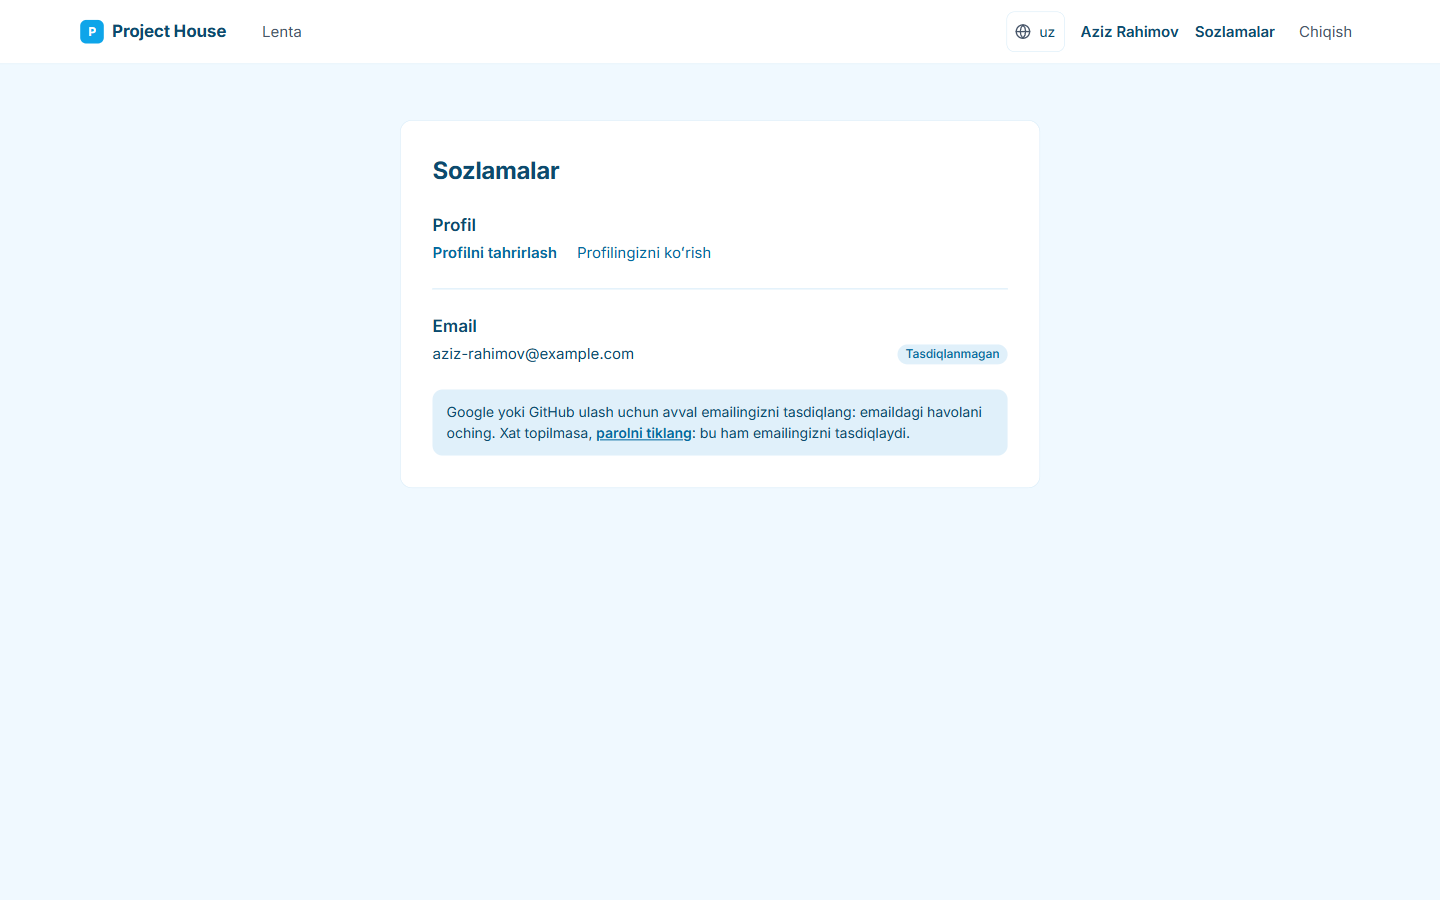 P Project House Lenta uz Aziz Rahimov Sozlamalar Chiqish
Sozlamalar
Profil
Profilni tahrirlash Profilingizni koʻrish
Email
aziz-rahimov@example.com Tasdiqlanmagan
Google yoki GitHub ulash uchun avval emailingizni tasdiqlang: emaildagi havolani
oching. Xat topilmasa, parolni tiklang: bu ham emailingizni tasdiqlaydi.